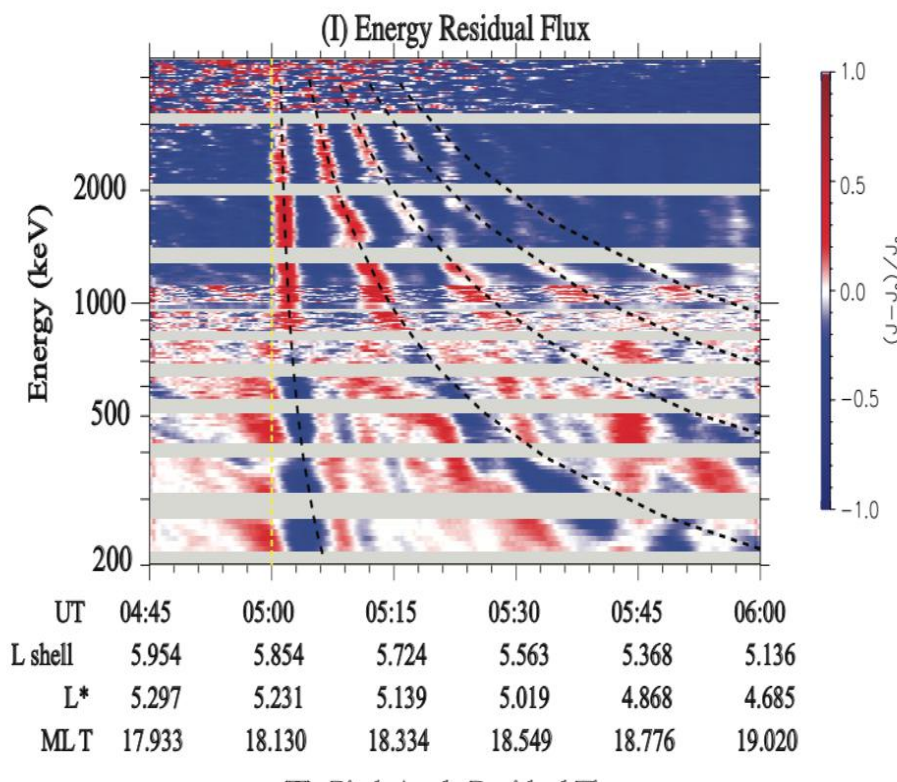 (I) Energy Residual Flux
Energy (keV)
2000
1000
500
200
1.0
0.5
0.0
-0.5
-1.0
UT 04:45 05:00 05:15 05:30 05:45 06:00
L shell 5.954 5.854 5.724 5.563 5.368 5.136
L* 5.297 5.231 5.139 5.019 4.868 4.685
MLT 17.933 18.130 18.334 18.549 18.776 19.020